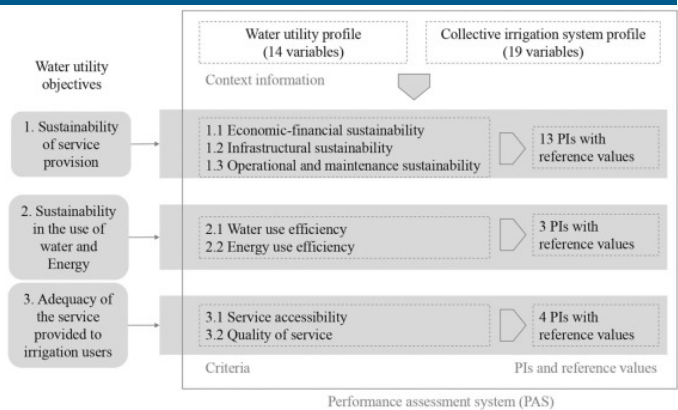 Water utility profile
(14 variables)
Collective irrigation system profile
(19 variables)
Water utility
objectives
Context information
1. Sustainability
of service
provision
1.1 Economic-financial sustainability
1.2 Infrastructural sustainability
1.3 Operational and maintenance sustainability
13 PIs with
reference values
2. Sustainability
in the use of
water and
Energy
2.1 Water use efficiency
2.2 Energy use efficiency
3 PIs with
reference values
3. Adequacy of
the service
provided to
irrigation users
3.1 Service accessibility
3.2 Quality of service
4 PIs with
reference values
Criteria
PIs and reference values
Performance assessment system (PAS)